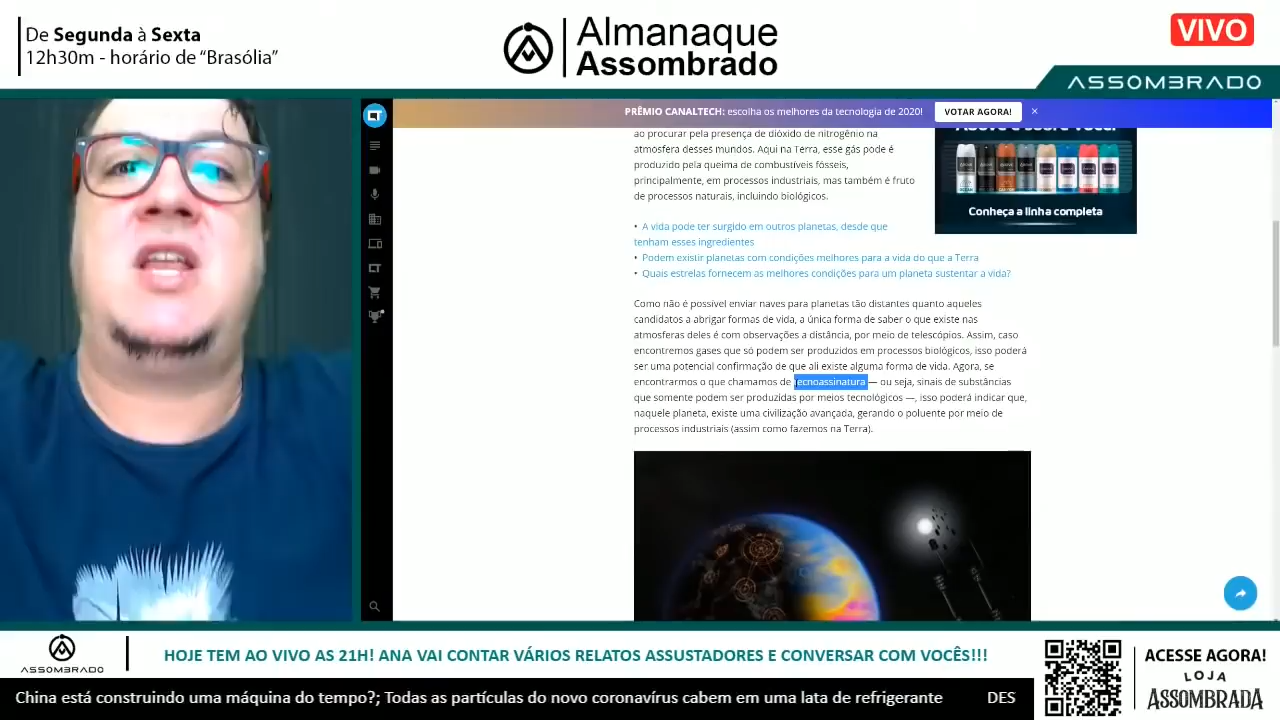 De Segunda à Sexta
12h30m - horário de “Brasólia”
Almanaque
Assombrado
VIVO
ASSOMBRADO
PRÊMIO CANALTECH: escolha os melhores da tecnologia de 2020!
VOTAR AGORA!
×
ao procurar pela presença de dióxido de nitrogênio na
atmosfera desses mundos. Aqui na Terra, esse gás pode é
produzido pela queima de combustíveis fósseis,
principalmente, em processos industriais, mas também é fruto
de processos naturais, incluindo biológicos.
Conheça a linha completa
• A vida pode ter surgido em outros planetas, desde que
tenham esses ingredientes
• Podem existir planetas com condições melhores para a vida do que a Terra
• Quais estrelas fornecem as melhores condições para um planeta sustentar a vida?
Como não é possível enviar naves para planetas tão distantes quanto aqueles
candidatos a abrigar formas de vida, a única forma de saber o que existe nas
atmosferas deles é com observações a distância, por meio de telescópios. Assim, caso
encontremos gases que só podem ser produzidos em processos biológicos, isso poderá
ser uma potencial confirmação de que ali existe alguma forma de vida. Agora, se
encontrarmos o que chamamos de tecnoassinatura — ou seja, sinais de substâncias
que somente podem ser produzidas por meios tecnológicos —, isso poderá indicar que,
naquele planeta, existe uma civilização avançada, gerando o poluente por meio de
processos industriais (assim como fazemos na Terra).
ASSOMBRADO
HOJE TEM AO VIVO AS 21H! ANA VAI CONTAR VÁRIOS RELATOS ASSUSTADORES E CONVERSAR COM VOCÊS!!!
ACESSE AGORA!
LOJA
ASSOMBRADA
China está construindo uma máquina do tempo?; Todas as partículas do novo coronavírus cabem em uma lata de refrigerante
DES